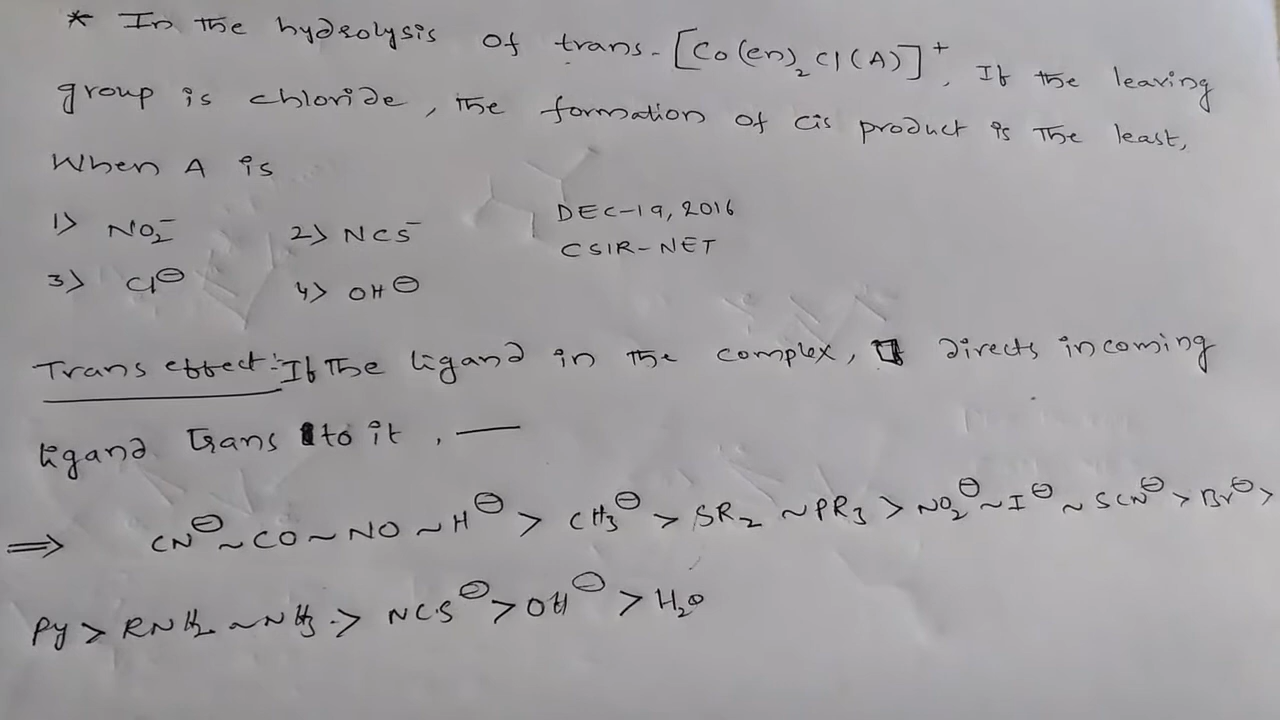 * In the hydrolysis of trans-[Co(en)₂Cl(A)]⁺, If the leaving
group is chloride, the formation of cis product is the least,
When A is
1) NO₂⁻ 2) NCS⁻
3) Cl⊖ 4) OH⊖
DEC-19, 2016
CSIR-NET
Trans effect: If the ligand in the complex, directs incoming
ligand trans to it, —
⇒ CN⊖ ~ CO ~ NO ~ H⊖ > CH₃⊖ > SR₂ ~ PR₃ > NO₂⊖ ~ I⊖ ~ SCN⊖ > Br⊖ >
Py > RNH₂ ~ NH₃ > NCS⊖ > OH⊖ > H₂O